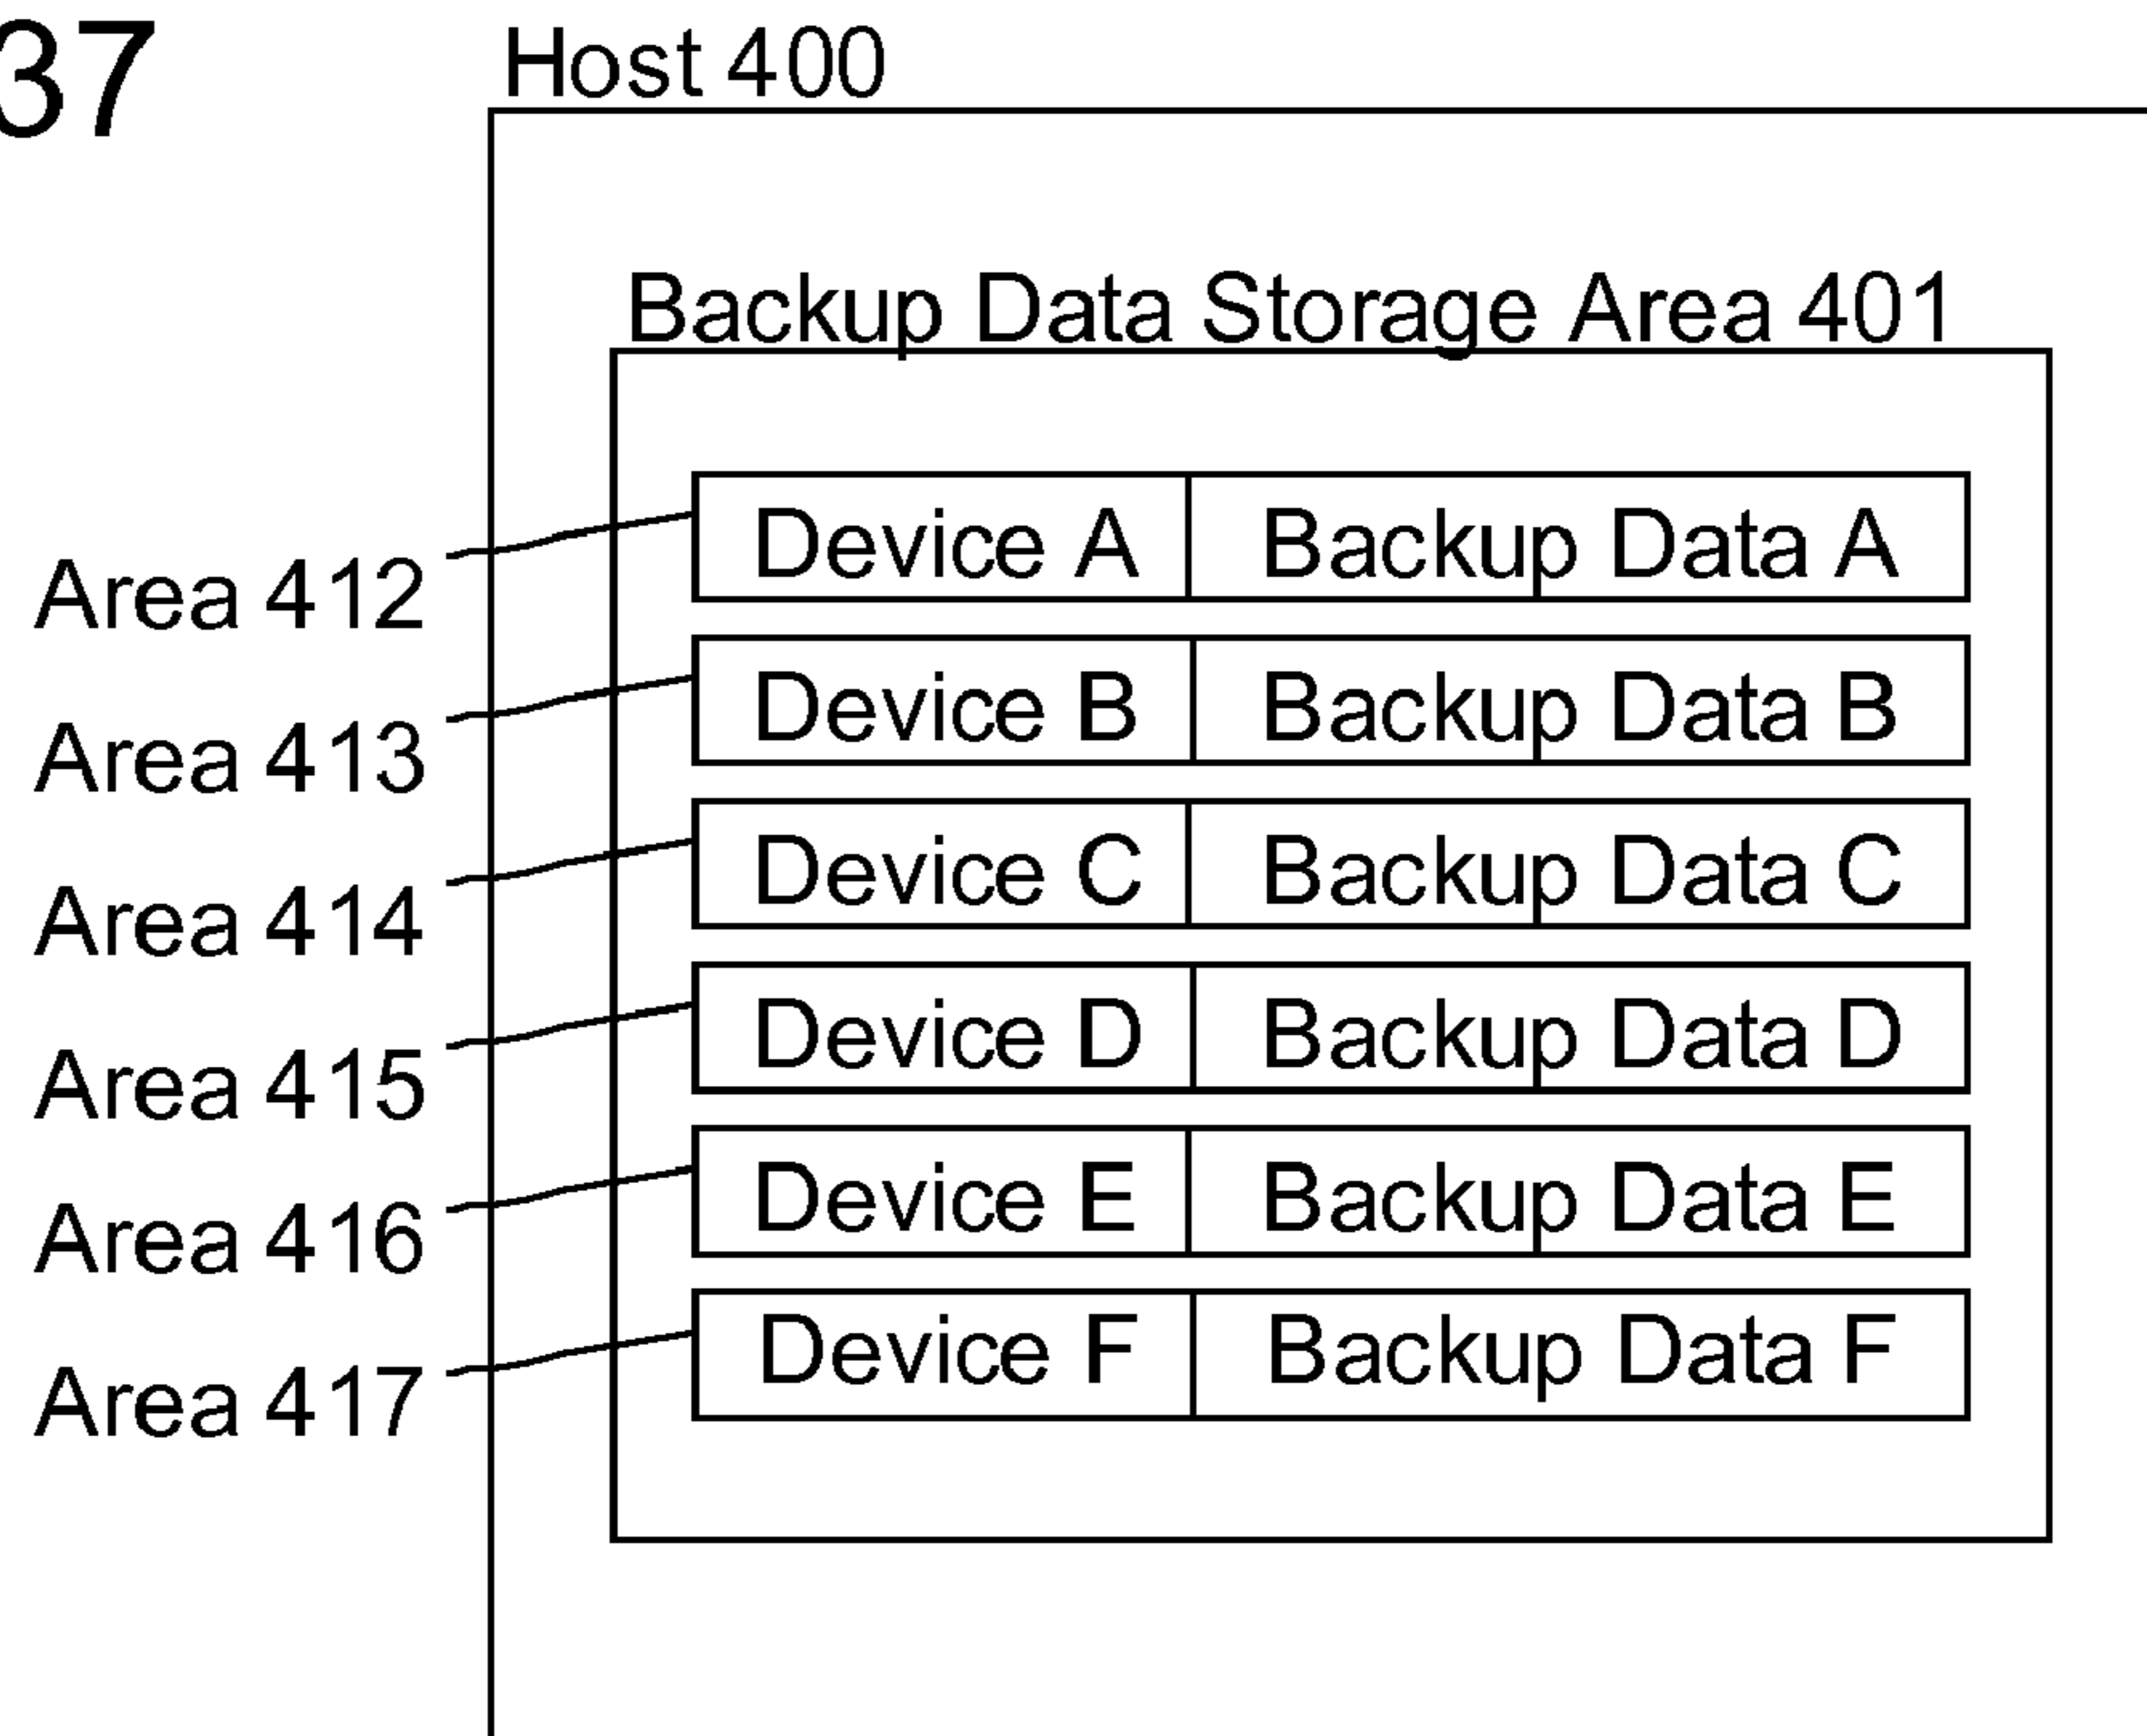 37
Host 400
Backup Data Storage Area 401
Area 412 Device A Backup Data A
Area 413 Device B Backup Data B
Area 414 Device C Backup Data C
Area 415 Device D Backup Data D
Area 416 Device E Backup Data E
Area 417 Device F Backup Data F